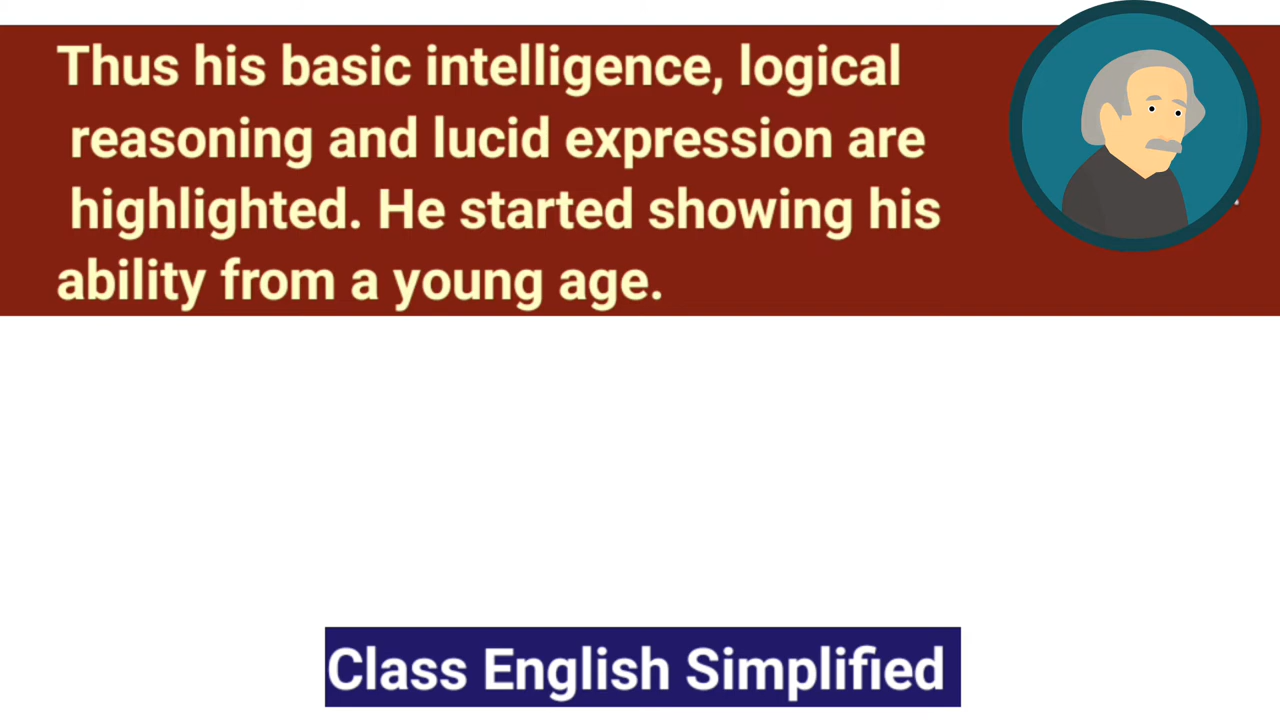 Thus his basic intelligence, logical
reasoning and lucid expression are
highlighted. He started showing his
ability from a young age.
Class English Simplified